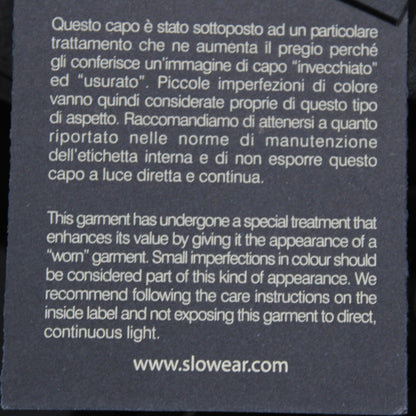 Questo capo è stato sottoposto ad un particolare
trattamento che ne aumenta il pregio perché
gli conferisce un'immagine di capo "invecchiato"
ed "usurato". Piccole imperfezioni di colore
vanno quindi considerate proprie di questo tipo
di aspetto. Raccomandiamo di attenersi a quanto
riportato nelle norme di manutenzione
dell'etichetta interna e di non esporre questo
capo a luce diretta e continua.
This garment has undergone a special treatment that
enhances its value by giving it the appearance of a
"worn" garment. Small imperfections in colour should
be considered part of this kind of appearance. We
recommend following the care instructions on the
inside label and not exposing this garment to direct,
continuous light.
www.slowear.com